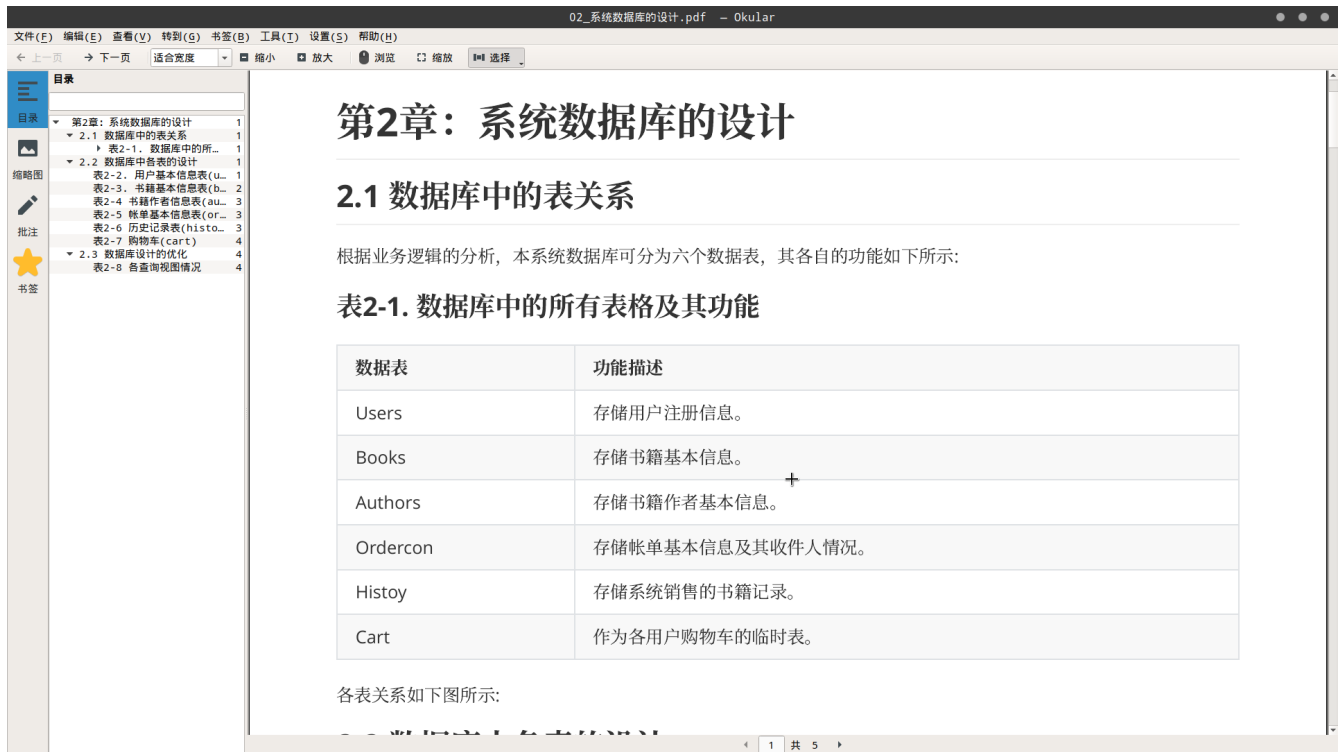 02_系统数据库的设计.pdf — Okular
文件(F) 编辑(E) 查看(V) 转到(G) 书签(B) 工具(T) 设置(S) 帮助(H)
上一页 下一页 适合宽度 缩小 放大 浏览 缩放 选择
目录
目录
缩略图
批注
书签
第2章: 系统数据库的设计 1
2.1 数据库中的表关系 1
表2-1. 数据库中的所… 1
2.2 数据库中各表的设计 1
表2-2. 用户基本信息表(u… 1
表2-3. 书籍基本信息表(b… 2
表2-4 书籍作者信息表(au… 3
表2-5 帐单基本信息表(or… 3
表2-6 历史记录表(histo… 3
表2-7 购物车(cart) 4
2.3 数据库设计的优化 4
表2-8 各查询视图情况 4
第2章：系统数据库的设计
2.1 数据库中的表关系
根据业务逻辑的分析，本系统数据库可分为六个数据表，其各自的功能如下所示:
表2-1. 数据库中的所有表格及其功能
数据表 功能描述
Users 存储用户注册信息。
Books 存储书籍基本信息。
Authors 存储书籍作者基本信息。
Ordercon 存储帐单基本信息及其收件人情况。
Histoy 存储系统销售的书籍记录。
Cart 作为各用户购物车的临时表。
各表关系如下图所示:
2.2 数据库中各表的设计
1 共 5